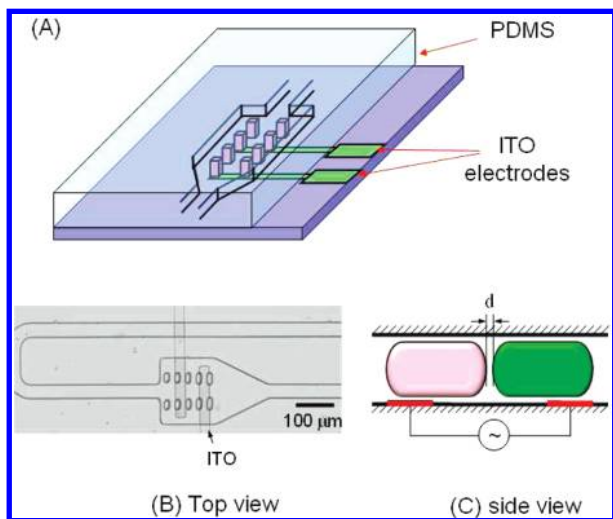 (A)
PDMS
ITO
electrodes
100 μm
ITO
(B) Top view
d
~
(C) side view